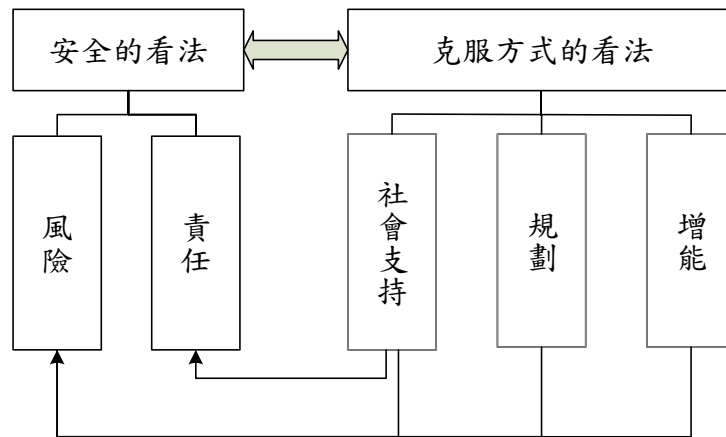 安全的看法
克服方式的看法
風險
責任
社會支持
規劃
增能